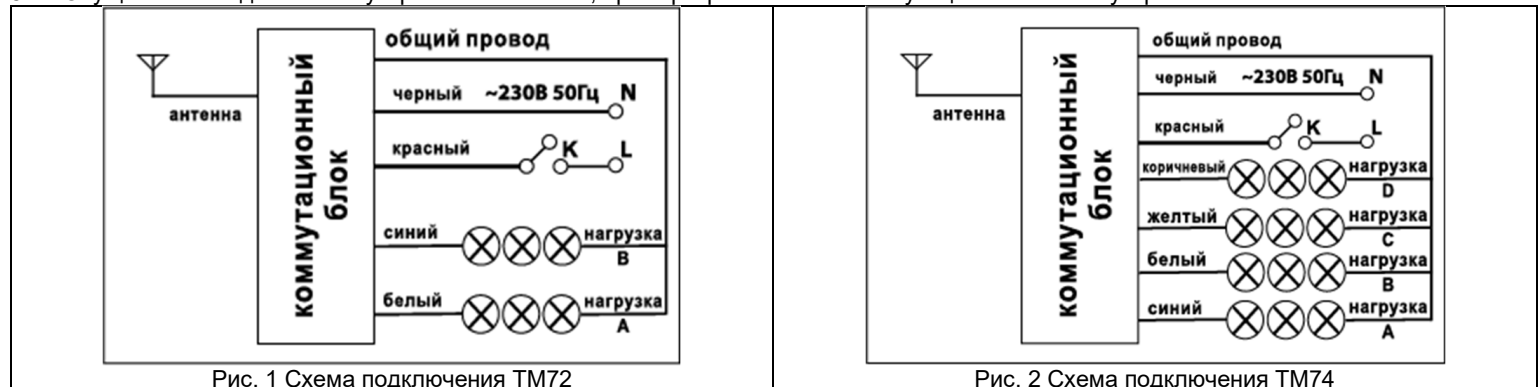 общий провод
черный ~230В 50Гц N
антенна
красный K L
коммутационный
блок
синий нагрузка
B
белый нагрузка
A
Рис. 1 Схема подключения ТМ72
общий провод
черный ~230В 50Гц N
антенна
красный K L
коммутационный
блок
коричневый нагрузка
D
желтый нагрузка
C
белый нагрузка
B
синий нагрузка
A
Рис. 2 Схема подключения ТМ74